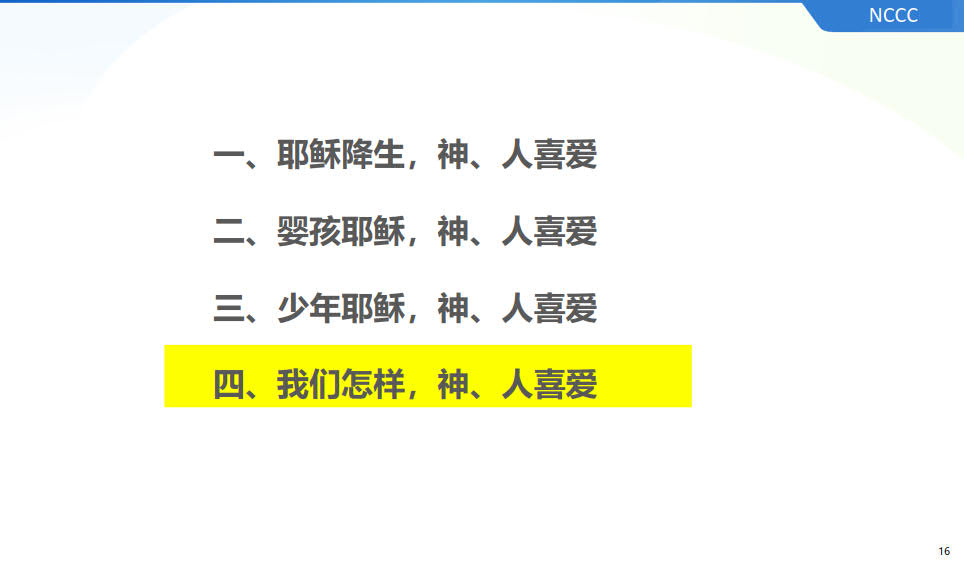 NCCC
一、耶稣降生，神、人喜爱
二、婴孩耶稣，神、人喜爱
三、少年耶稣，神、人喜爱
四、我们怎样，神、人喜爱
16